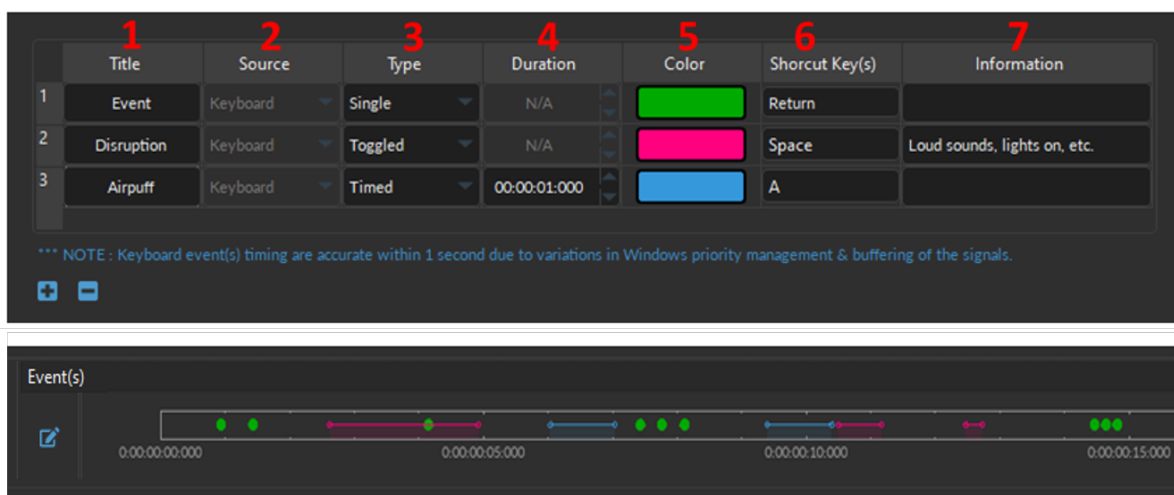 1 2 3 4 5 6 7
Title Source Type Duration Color Shorcut Key(s) Information
1 Event Keyboard Single N/A Return
2 Disruption Keyboard Toggled N/A Space Loud sounds, lights on, etc.
3 Airpuff Keyboard Timed 00:00:01:000 A
*** NOTE : Keyboard event(s) timing are accurate within 1 second due to variations in Windows priority management & buffering of the signals.
Event(s)
0:00:00:00:000 0:00:00:05:000 0:00:00:10:000 0:00:00:15:000